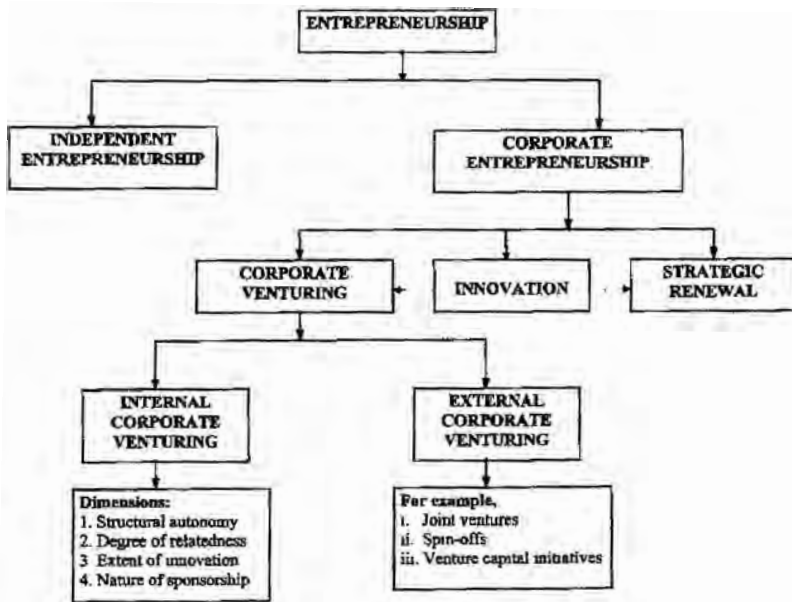 ENTREPRENEURSHIP
INDEPENDENT
ENTREPRENEURSHIP
CORPORATE
ENTREPRENEURSHIP
CORPORATE
VENTURING
INNOVATION
STRATEGIC
RENEWAL
INTERNAL
CORPORATE
VENTURING
EXTERNAL
CORPORATE
VENTURING
Dimensions:
1. Structural autonomy
2. Degree of relatedness
3 Extent of innovation
4. Nature of sponsorship
For example,
i. Joint ventures
ii. Spin-offs
iii. Venture capital initiatives